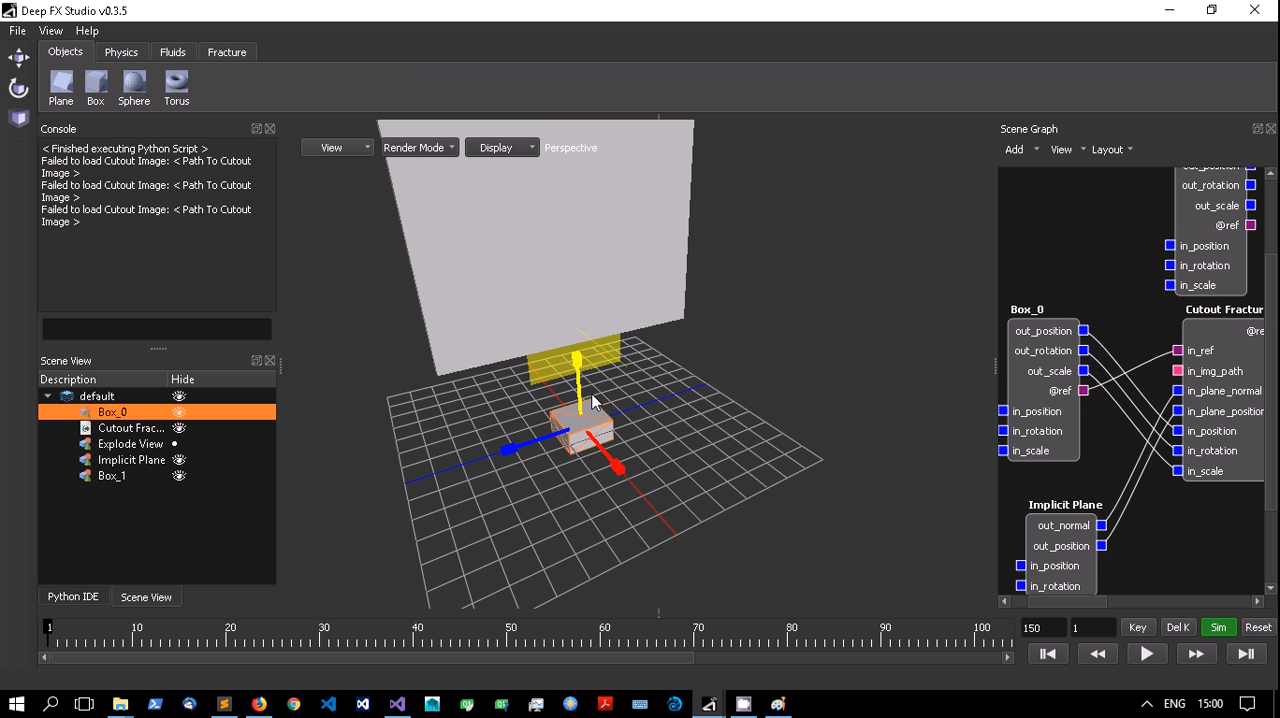 Deep FX Studio v0.3.5
File View Help
Objects Physics Fluids Fracture
Plane Box Sphere Torus
Console
< Finished executing Python Script >
Failed to load Cutout Image: < Path To Cutout
Image >
Failed to load Cutout Image: < Path To Cutout
Image >
Failed to load Cutout Image: < Path To Cutout
Image >
View Render Mode Display Perspective
Scene Graph
Add View Layout
out_rotation
out_scale
@ref
in_position
in_rotation
in_scale
Box_0
out_position
out_rotation
out_scale
@ref
in_position
in_rotation
in_scale
Cutout Fractur
@re
in_ref
in_img_path
in_plane_normal
in_plane_position
in_position
in_rotation
in_scale
Implicit Plane
out_normal
out_position
in_position
in_rotation
Scene View
Description Hide
default
Box_0
Cutout Frac...
Explode View
Implicit Plane
Box_1
Python IDE Scene View
1 10 20 30 40 50 60 70 80 90 100
150 1 Key Del K Sim Reset
ENG 15:00